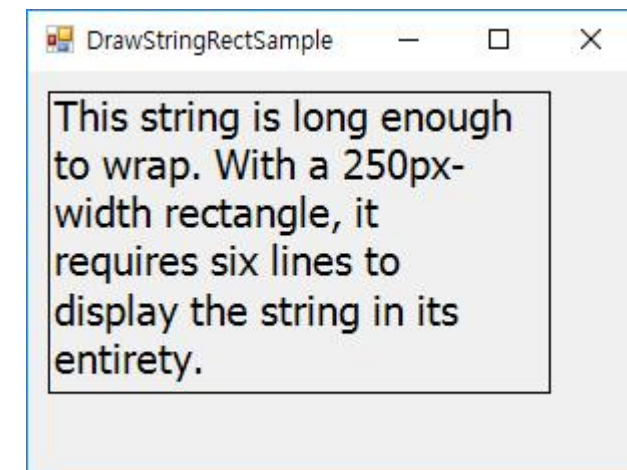 DrawStringRectSample
This string is long enough
to wrap. With a 250px-
width rectangle, it
requires six lines to
display the string in its
entirety.